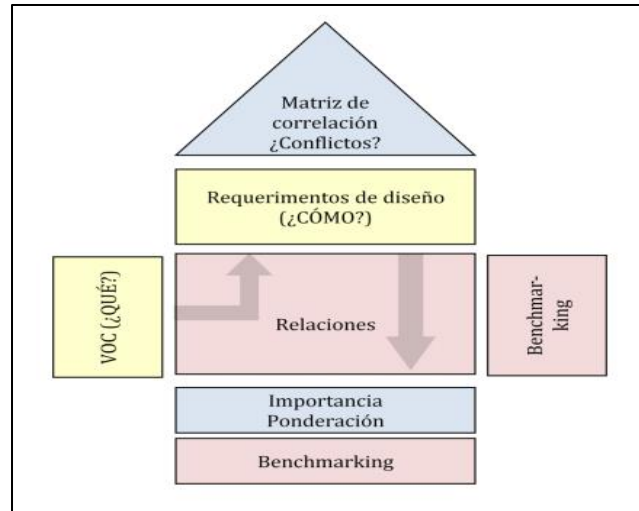 Matriz de
correlación
¿Conflictos?
Requerimentos de diseño
(¿CÓMO?)
VOC (¿QUÉ?)
Relaciones
Benchmar-
king
Importancia
Ponderación
Benchmarking